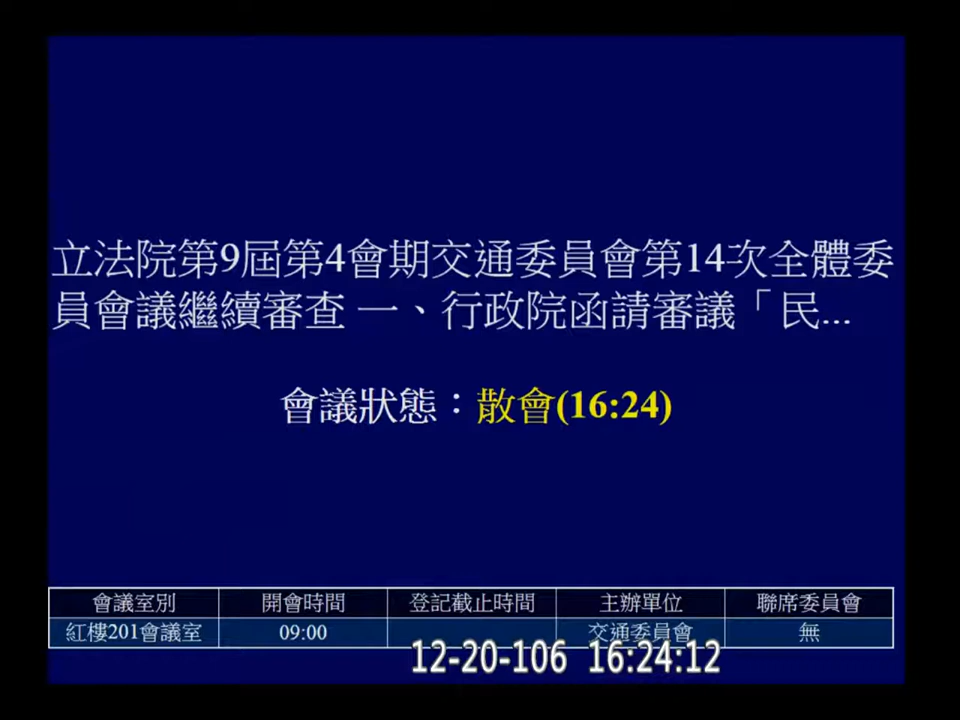 立法院第9屆第4會期交通委員會第14次全體委
員會議繼續審查 一、行政院函請審議「民...
會議狀態：散會(16:24)
會議室別 開會時間 登記截止時間 主辦單位 聯席委員會
紅樓201會議室 09:00 交通委員會 無
12-20-106 16:24:12